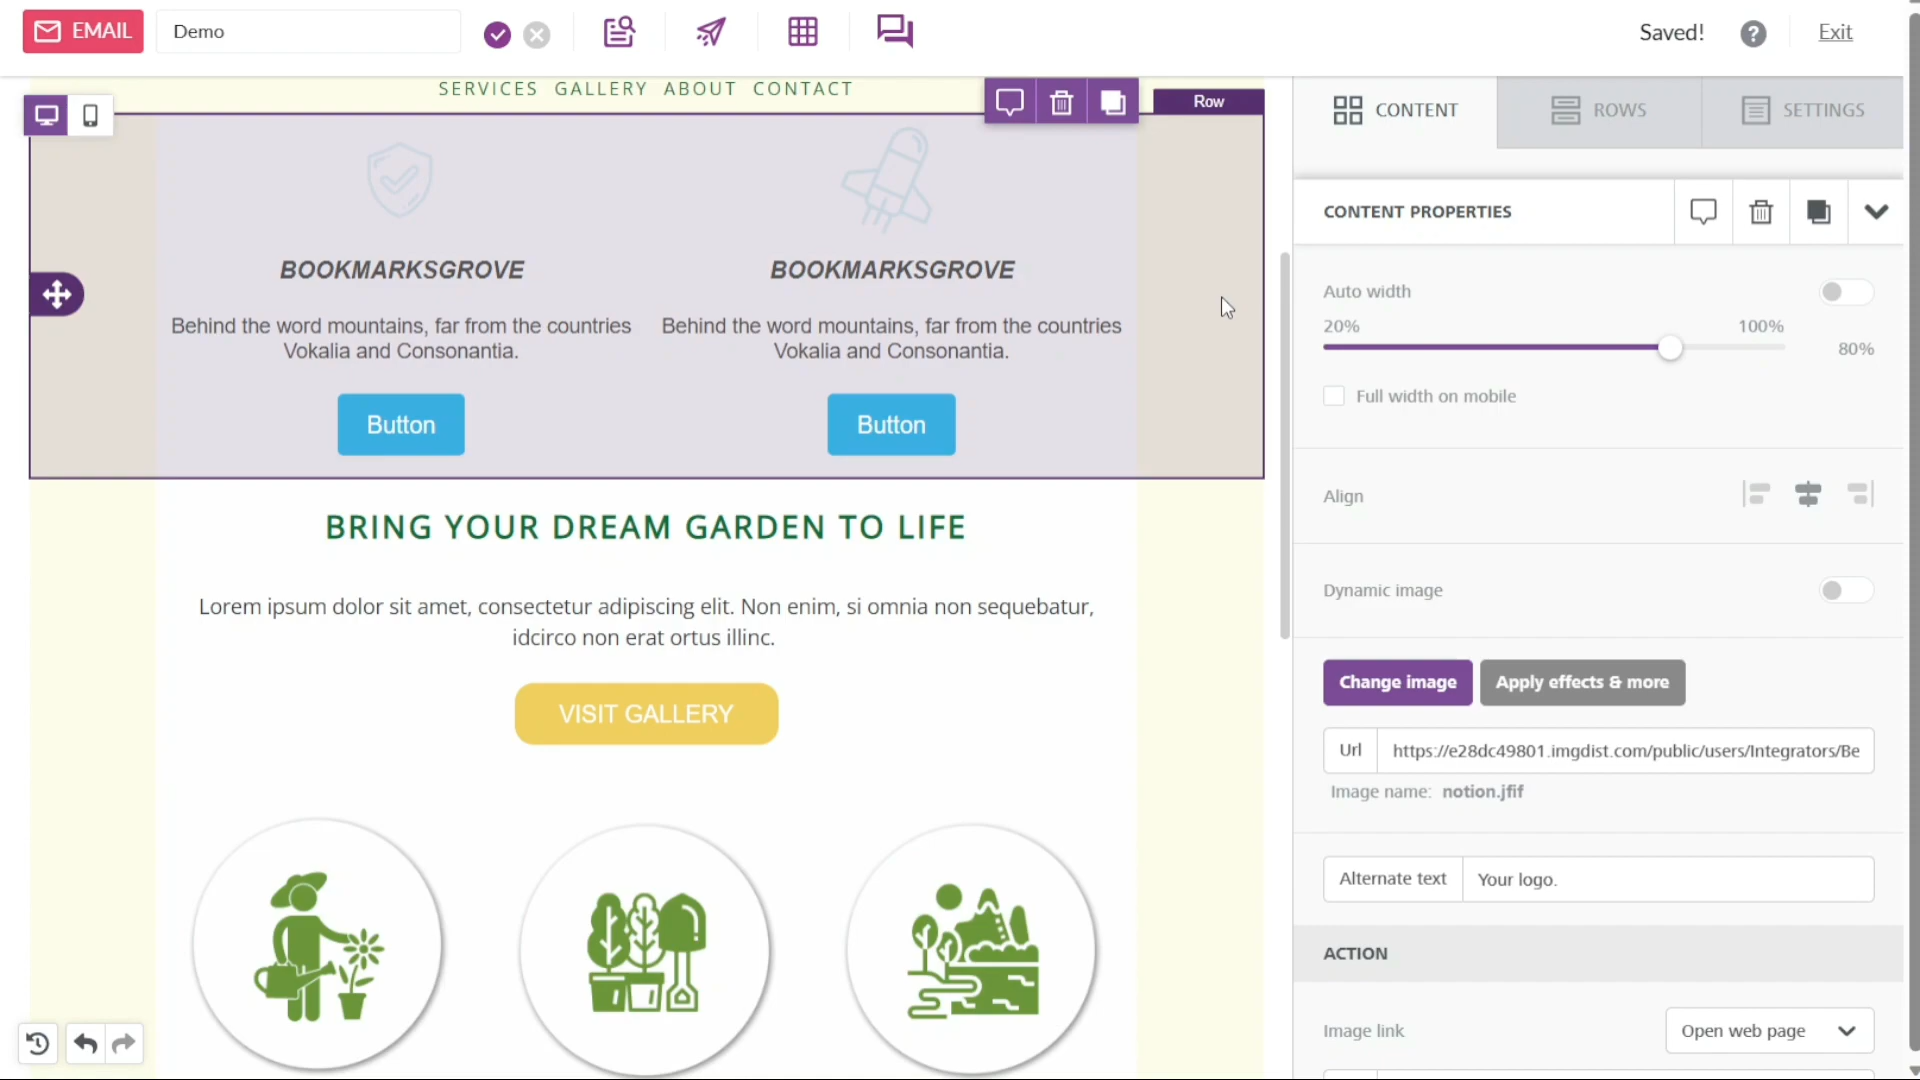 EMAIL
Demo
Saved!
Exit
SERVICES GALLERY ABOUT CONTACT
Row
BOOKMARKSGROVE
Behind the word mountains, far from the countries
Vokalia and Consonantia.
Button
BOOKMARKSGROVE
Behind the word mountains, far from the countries
Vokalia and Consonantia.
Button
BRING YOUR DREAM GARDEN TO LIFE
Lorem ipsum dolor sit amet, consectetur adipiscing elit. Non enim, si omnia non sequebatur,
idcirco non erat ortus illinc.
VISIT GALLERY
CONTENT
ROWS
SETTINGS
CONTENT PROPERTIES
Auto width
20%
100%
80%
Full width on mobile
Align
Dynamic image
Change image
Apply effects & more
Url
https://e28dc49801.imgdist.com/public/users/Integrators/Be
Image name: notion.jfif
Alternate text
Your logo.
ACTION
Image link
Open web page